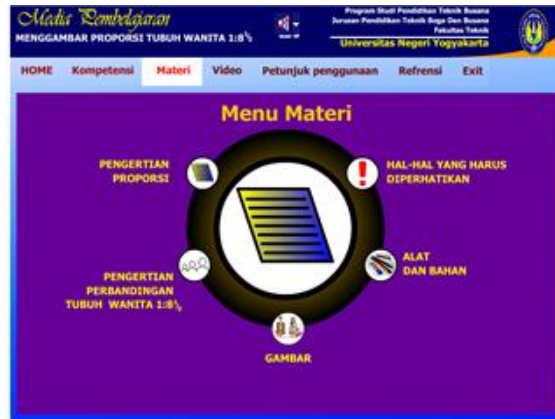 Media Pembelajaran
MENGGAMBAR PROPORSI TUBUH WANITA 1:8½
Program Studi Pendidikan Teknik Busana
Jurusan Pendidikan Teknik Boga Dan Busana
Fakultas Teknik
Universitas Negeri Yogyakarta
HOME Kompetensi Materi Video Petunjuk penggunaan Refrensi Exit
Menu Materi
PENGERTIAN
PROPORSI
HAL-HAL YANG HARUS
DIPERHATIKAN
PENGERTIAN
PERBANDINGAN
TUBUH WANITA 1:8½
ALAT
DAN BAHAN
GAMBAR